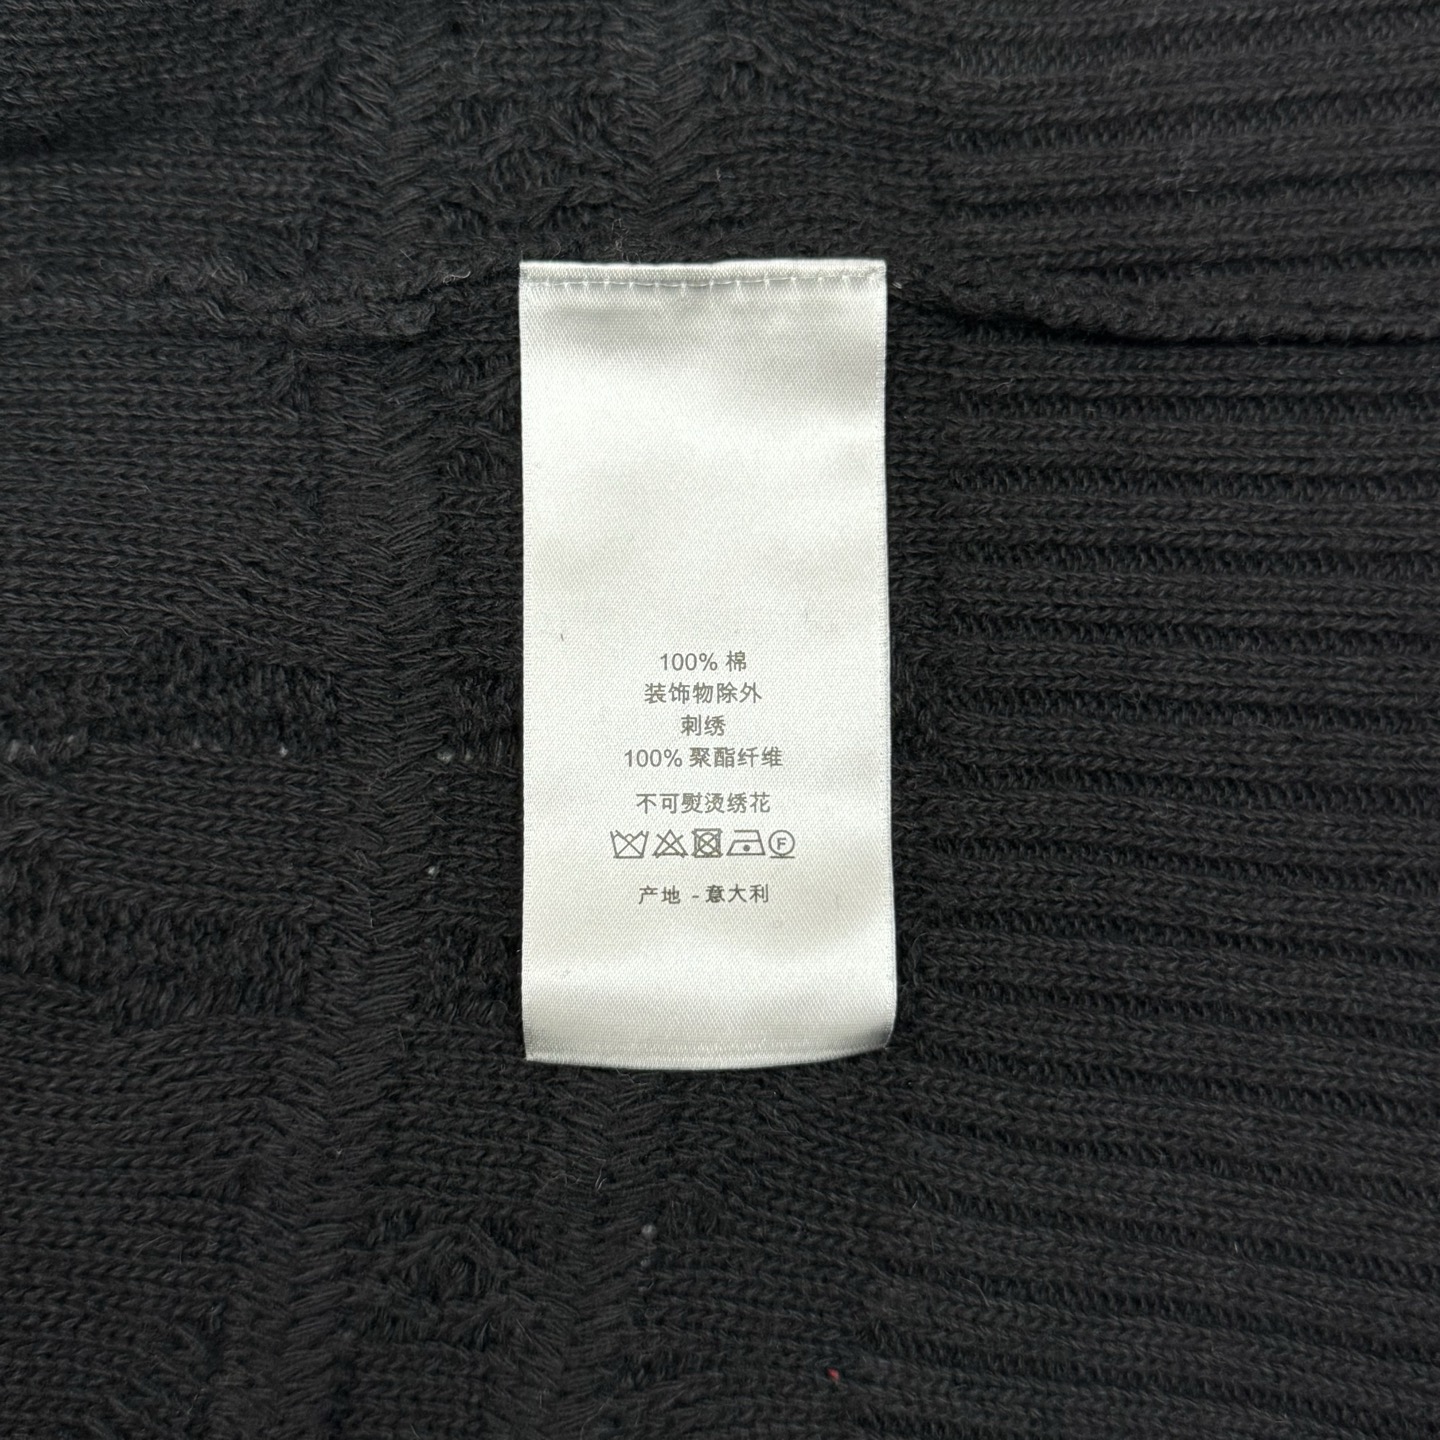 100% 棉
装饰物除外
刺绣
100% 聚酯纤维
不可熨烫绣花
F
产地 - 意大利